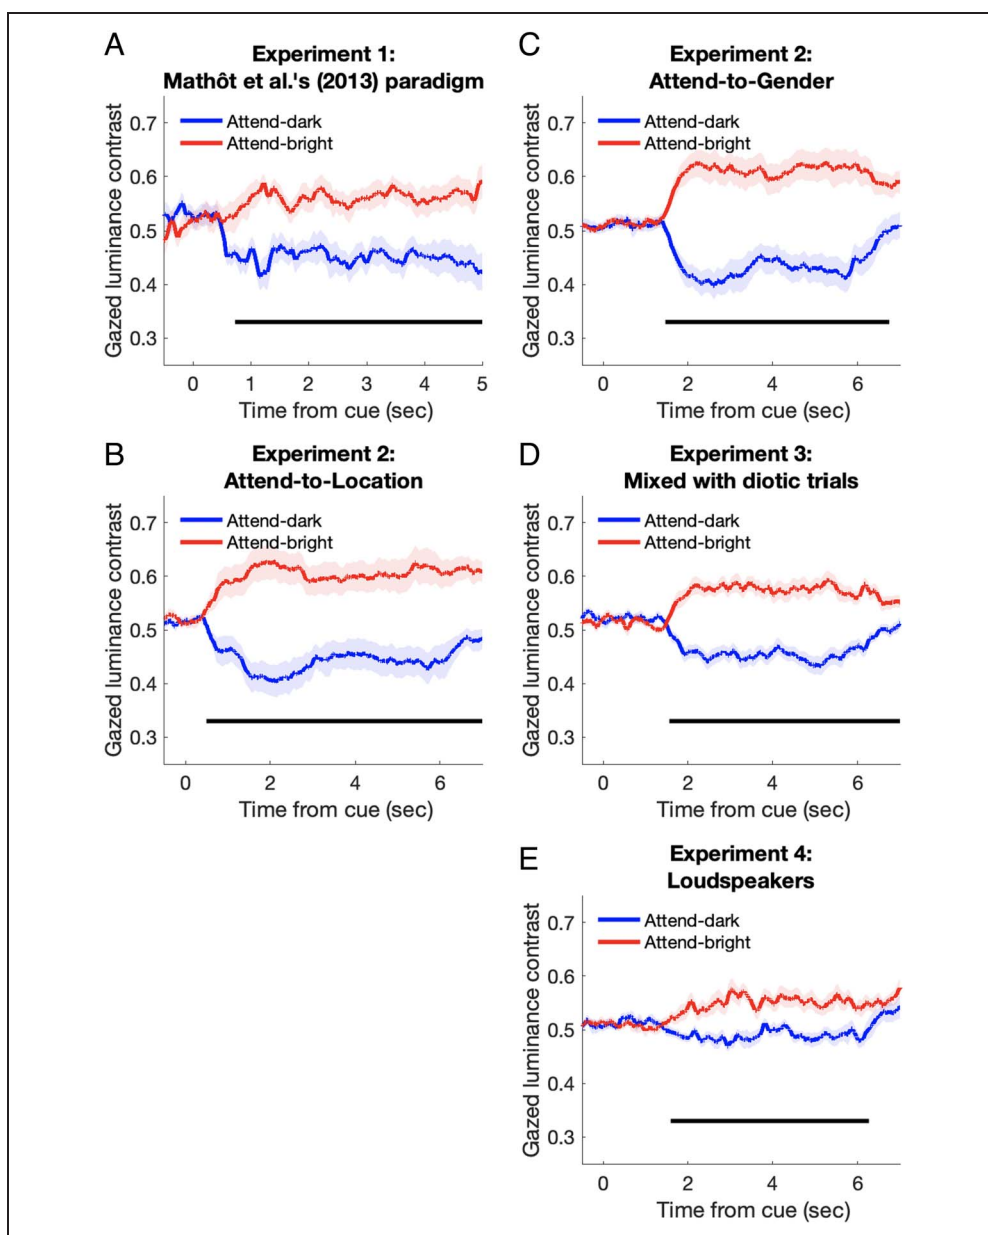 A
Experiment 1:
Mathôt et al.'s (2013) paradigm
Attend-dark
Attend-bright
Gazed luminance contrast
0.7
0.6
0.5
0.4
0.3
0 1 2 3 4 5
Time from cue (sec)
B
Experiment 2:
Attend-to-Location
Attend-dark
Attend-bright
Gazed luminance contrast
0.7
0.6
0.5
0.4
0.3
0 2 4 6
Time from cue (sec)
C
Experiment 2:
Attend-to-Gender
Attend-dark
Attend-bright
Gazed luminance contrast
0.7
0.6
0.5
0.4
0.3
0 2 4 6
Time from cue (sec)
D
Experiment 3:
Mixed with diotic trials
Attend-dark
Attend-bright
Gazed luminance contrast
0.7
0.6
0.5
0.4
0.3
0 2 4 6
Time from cue (sec)
E
Experiment 4:
Loudspeakers
Attend-dark
Attend-bright
Gazed luminance contrast
0.7
0.6
0.5
0.4
0.3
0 2 4 6
Time from cue (sec)